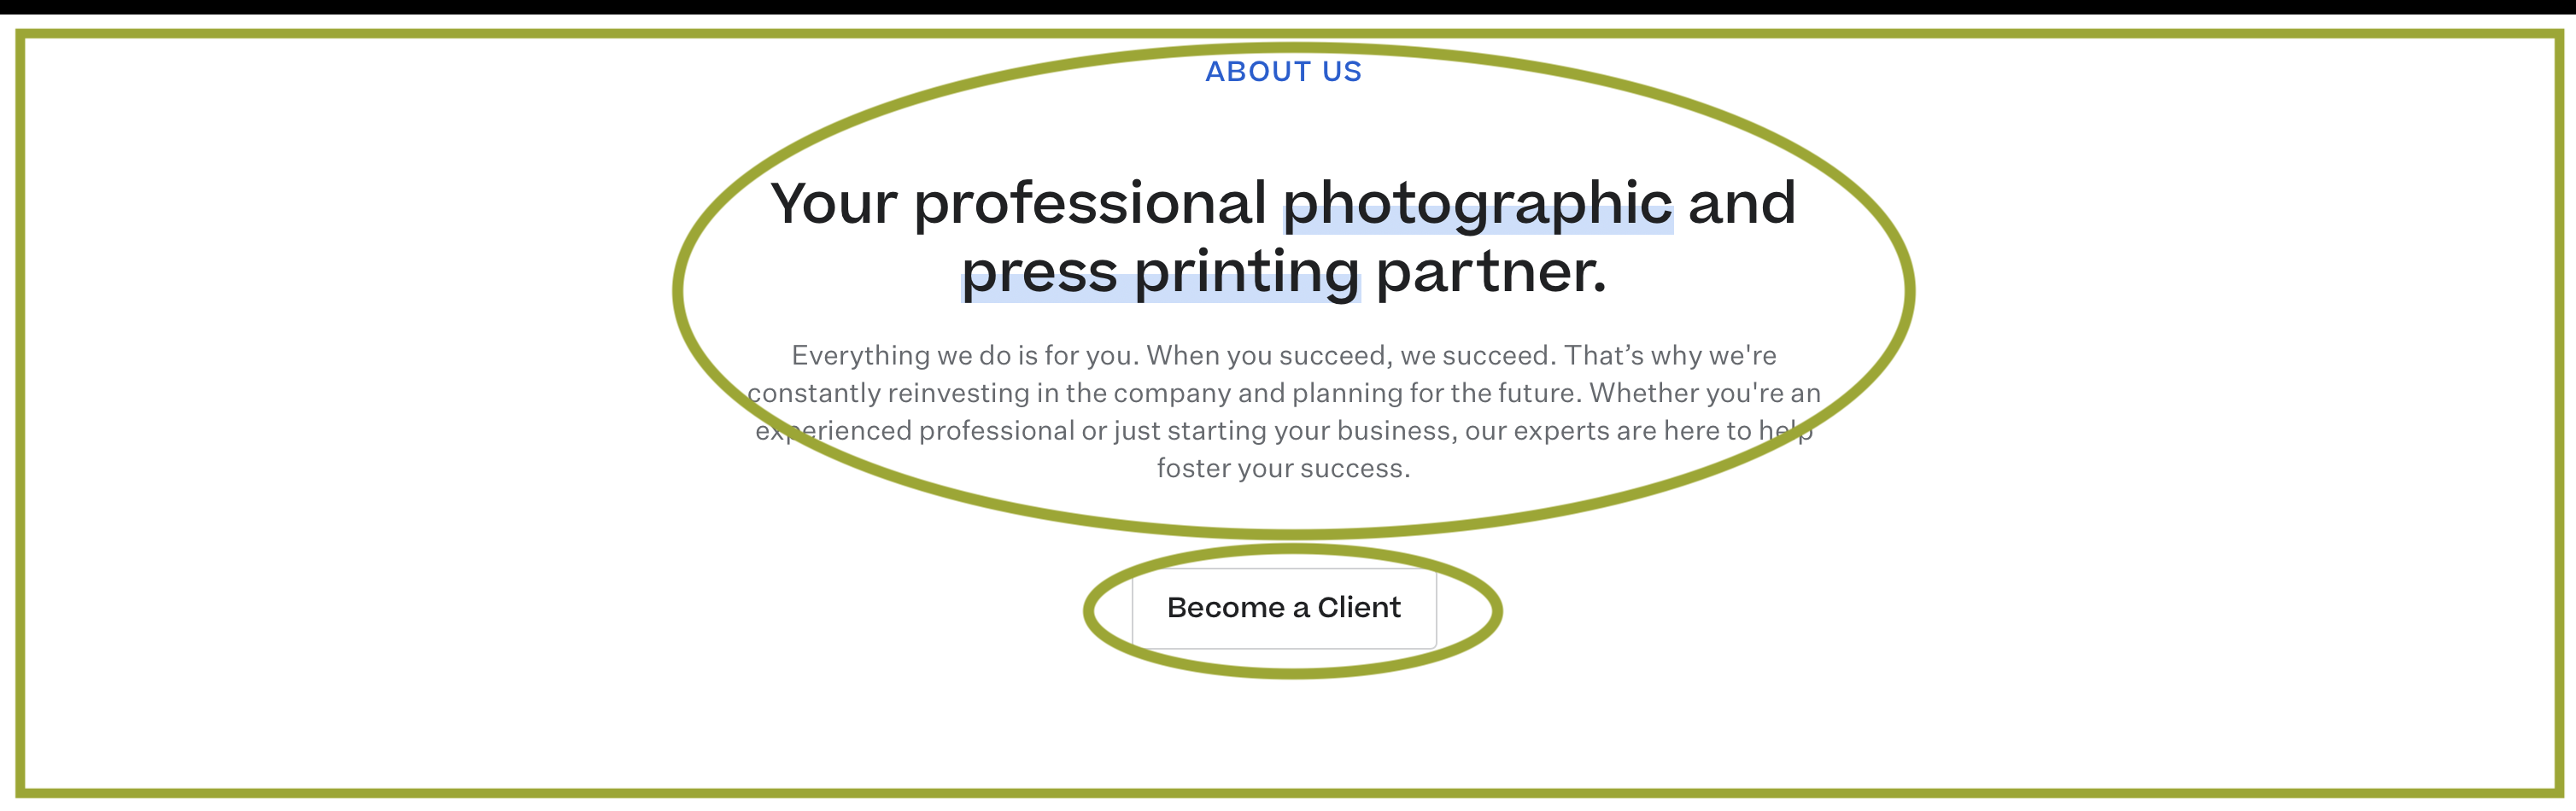 ABOUT US
Your professional photographic and
press printing partner.
Everything we do is for you. When you succeed, we succeed. That’s why we're
constantly reinvesting in the company and planning for the future. Whether you're an
experienced professional or just starting your business, our experts are here to help
foster your success.
Become a Client